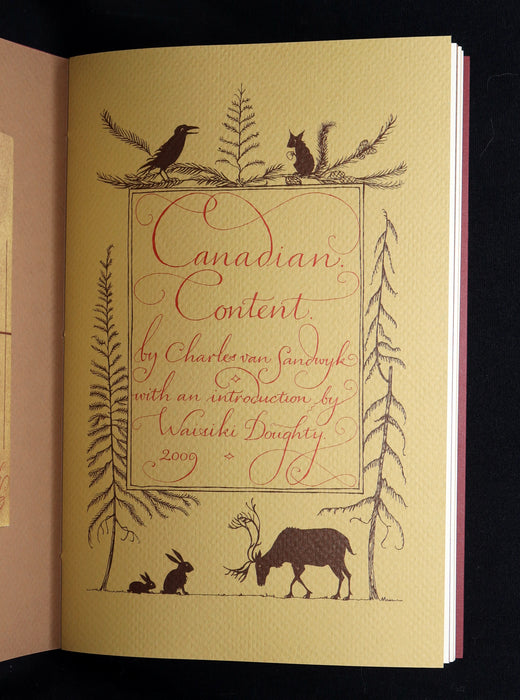 Canadian.
Content.
by Charles van Sandwyk
with an introduction by
Waisiki Doughty.
2009